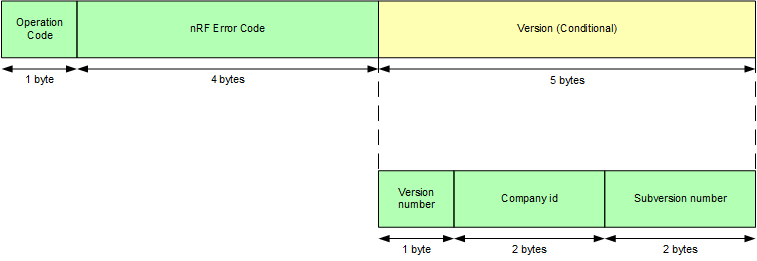 Operation
Code
nRF Error Code
Version (Conditional)
1 byte
4 bytes
5 bytes
Version
number
Company id
Subversion number
1 byte
2 bytes
2 bytes